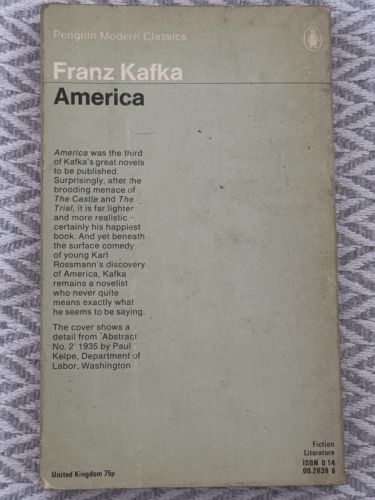 Penguin Modern Classics
Franz Kafka
America
America was the third
of Kafka's great novels
to be published.
Surprisingly, after the
brooding menace of
The Castle and The
Trial, it is far lighter
and more realistic –
certainly his happiest
book. And yet beneath
the surface comedy
of young Karl
Rossmann's discovery
of America, Kafka
remains a novelist
who never quite
means exactly what
he seems to be saying.
The cover shows a
detail from 'Abstract
No. 2' 1935 by Paul
Kelpe, Department of
Labor, Washington
United Kingdom 75p
Fiction
Literature
ISBN 0 14
00.2639 8